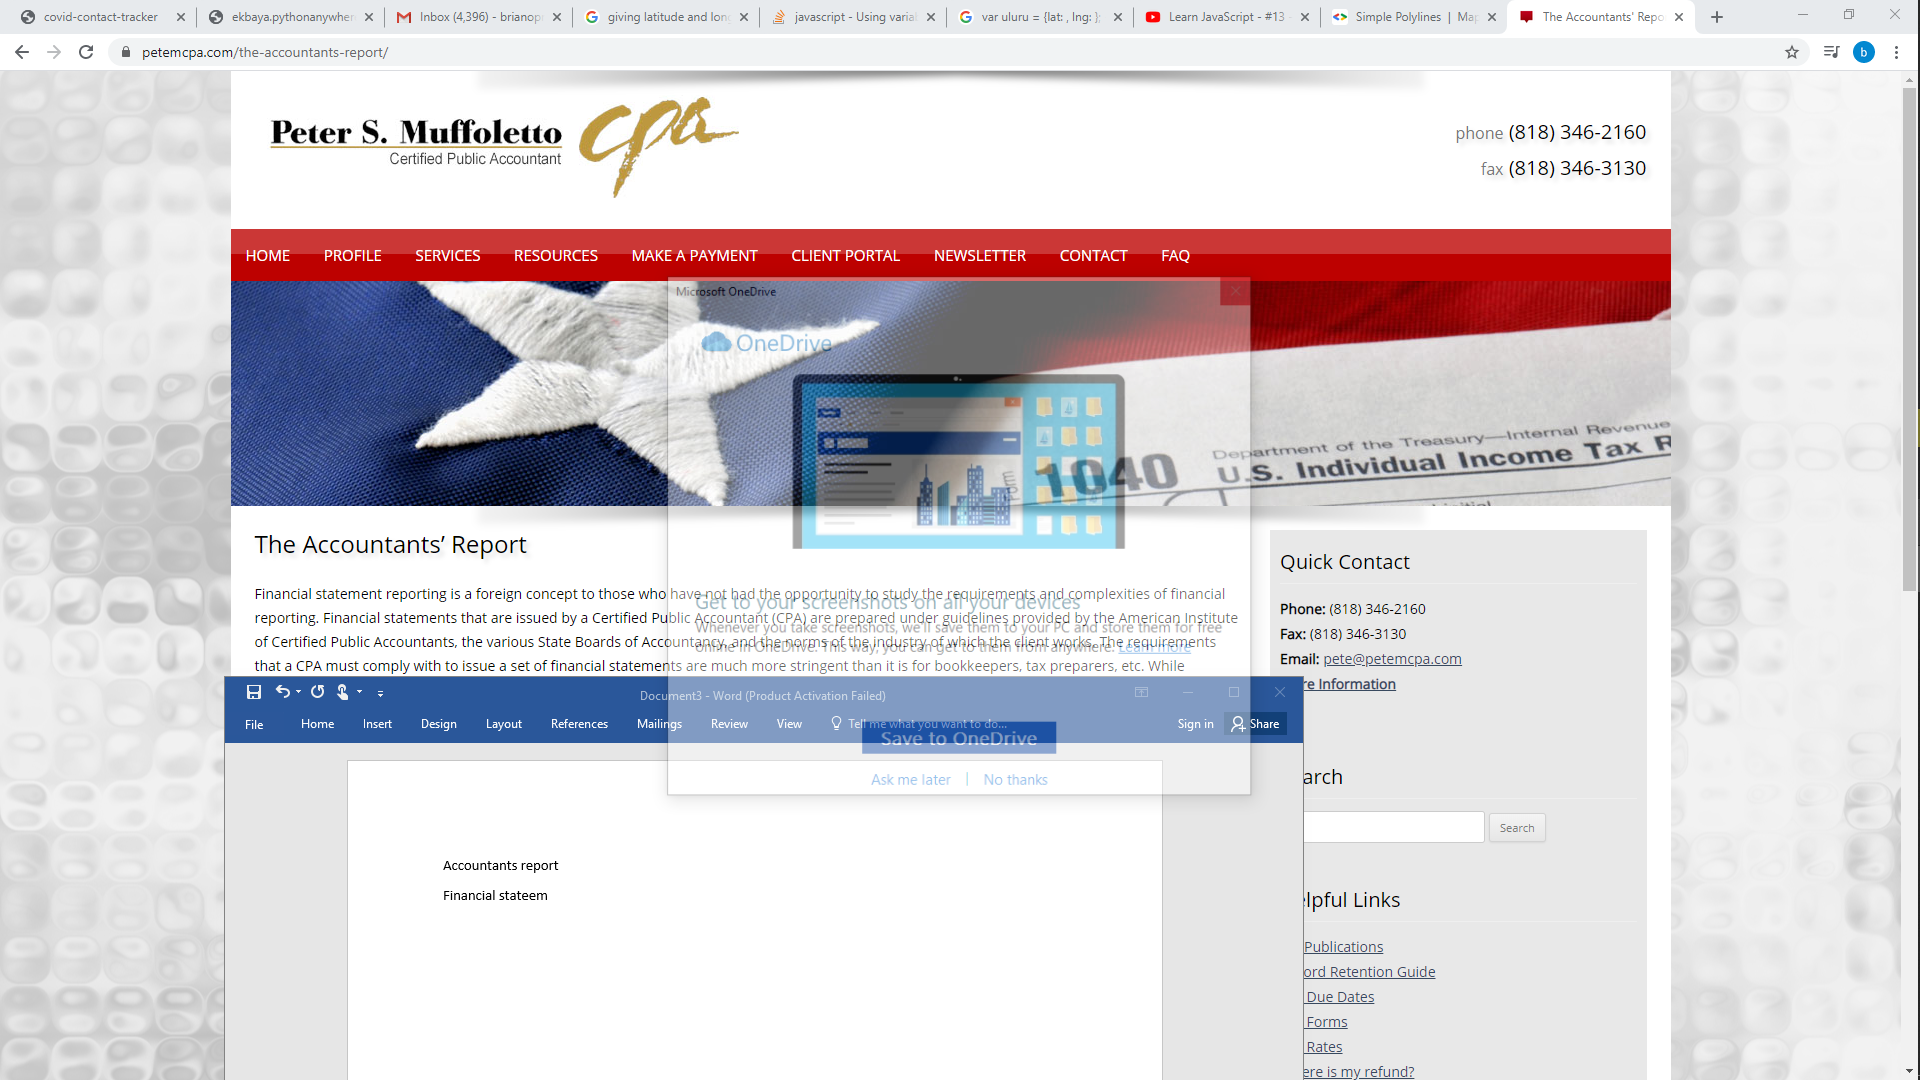 covid-contact-tracker
ekbaya.pythonanywher
Inbox (4,396) - brianop
giving latitude and lon
javascript - Using varia
var uluru = {lat: , lng: };
Learn JavaScript - #13
Simple Polylines | Map
The Accountants' Repo
petemcpa.com/the-accountants-report/
b
Peter S. Muffoletto cpa
Certified Public Accountant
phone (818) 346-2160
fax (818) 346-3130
HOME PROFILE SERVICES RESOURCES MAKE A PAYMENT CLIENT PORTAL NEWSLETTER CONTACT FAQ
Microsoft OneDrive
OneDrive
Department of the Treasury—Internal Revenue
1040 U.S. Individual Income Tax R
The Accountants' Report
Financial statement reporting is a foreign concept to those who have not had the opportunity to study the requirements and complexities of financial
reporting. Financial statements that are issued by a Certified Public Accountant (CPA) are prepared under guidelines provided by the American Institute
of Certified Public Accountants, the various State Boards of Accountancy, and the norms of the industry of which the client works. The requirements
that a CPA must comply with to issue a set of financial statements are much more stringent than it is for bookkeepers, tax preparers, etc. While
Get to your screenshots on all your devices
Whenever you take screenshots, we'll save them to your PC and store them for free
online in OneDrive. This way, you can get to them from anywhere. Learn more
Save to OneDrive
Ask me later | No thanks
Quick Contact
Phone: (818) 346-2160
Fax: (818) 346-3130
Email: pete@petemcpa.com
re Information
arch
Search
elpful Links
Publications
ord Retention Guide
Due Dates
Forms
Rates
ere is my refund?
Document3 - Word (Product Activation Failed)
File Home Insert Design Layout References Mailings Review View Tell me what you want to do... Sign in Share
Accountants report
Financial stateem